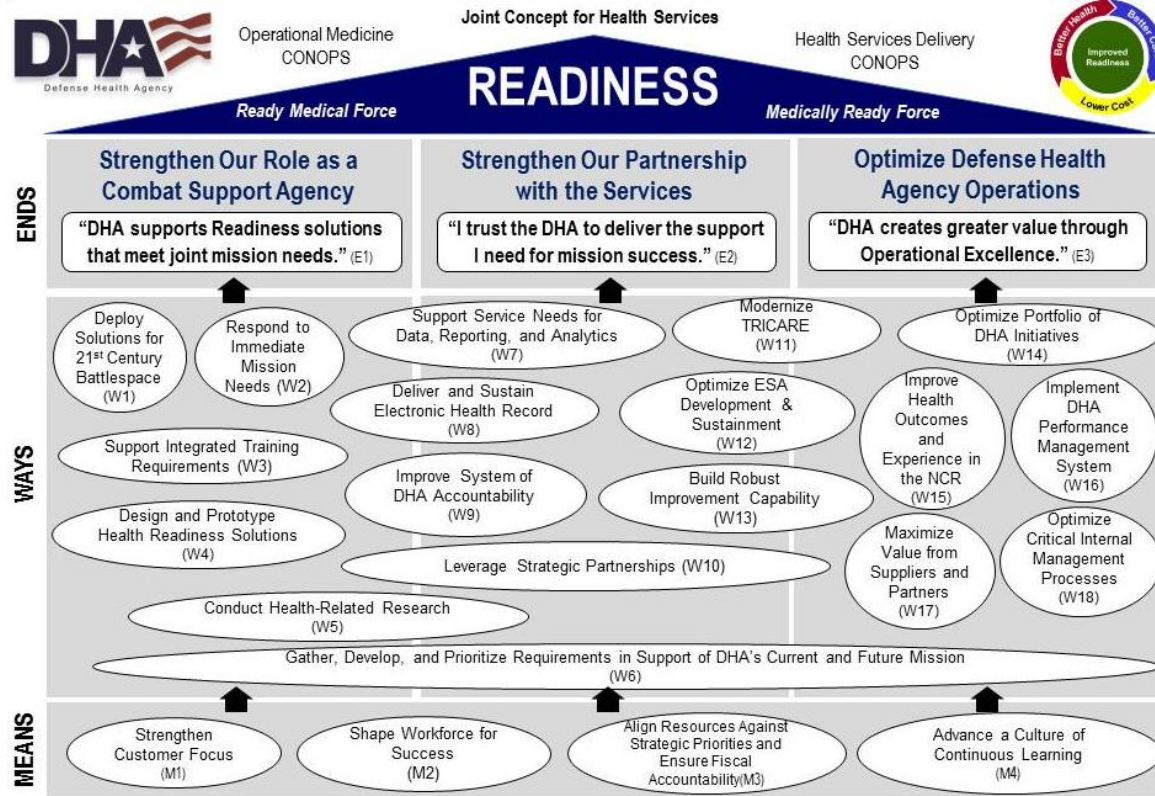 DHA
Defense Health Agency
Operational Medicine
CONOPS
Joint Concept for Health Services
Health Services Delivery
CONOPS
READINESS
Ready Medical Force
Medically Ready Force
Better Health
Better Care
Improved
Readiness
Lower Cost
ENDS
Strengthen Our Role as a
Combat Support Agency
"DHA supports Readiness solutions
that meet joint mission needs." (E1)
Strengthen Our Partnership
with the Services
"I trust the DHA to deliver the support
I need for mission success." (E2)
Optimize Defense Health
Agency Operations
"DHA creates greater value through
Operational Excellence." (E3)
WAYS
Deploy
Solutions for
21st Century
Battlespace
(W1)
Respond to
Immediate
Mission
Needs (W2)
Support Service Needs for
Data, Reporting, and Analytics
(W7)
Modernize
TRICARE
(W11)
Optimize Portfolio of
DHA Initiatives
(W14)
Deliver and Sustain
Electronic Health Record
(W8)
Optimize ESA
Development &
Sustainment
(W12)
Improve
Health
Outcomes
and
Experience in
the NCR
(W15)
Implement
DHA
Performance
Management
System
(W16)
Support Integrated Training
Requirements (W3)
Improve System of
DHA Accountability
(W9)
Build Robust
Improvement Capability
(W13)
Design and Prototype
Health Readiness Solutions
(W4)
Maximize
Value from
Suppliers and
Partners
(W17)
Optimize
Critical Internal
Management
Processes
(W18)
Leverage Strategic Partnerships (W10)
Conduct Health-Related Research
(W5)
Gather, Develop, and Prioritize Requirements in Support of DHA's Current and Future Mission
(W6)
MEANS
Strengthen
Customer Focus
(M1)
Shape Workforce for
Success
(M2)
Align Resources Against
Strategic Priorities and
Ensure Fiscal
Accountability(M3)
Advance a Culture of
Continuous Learning
(M4)